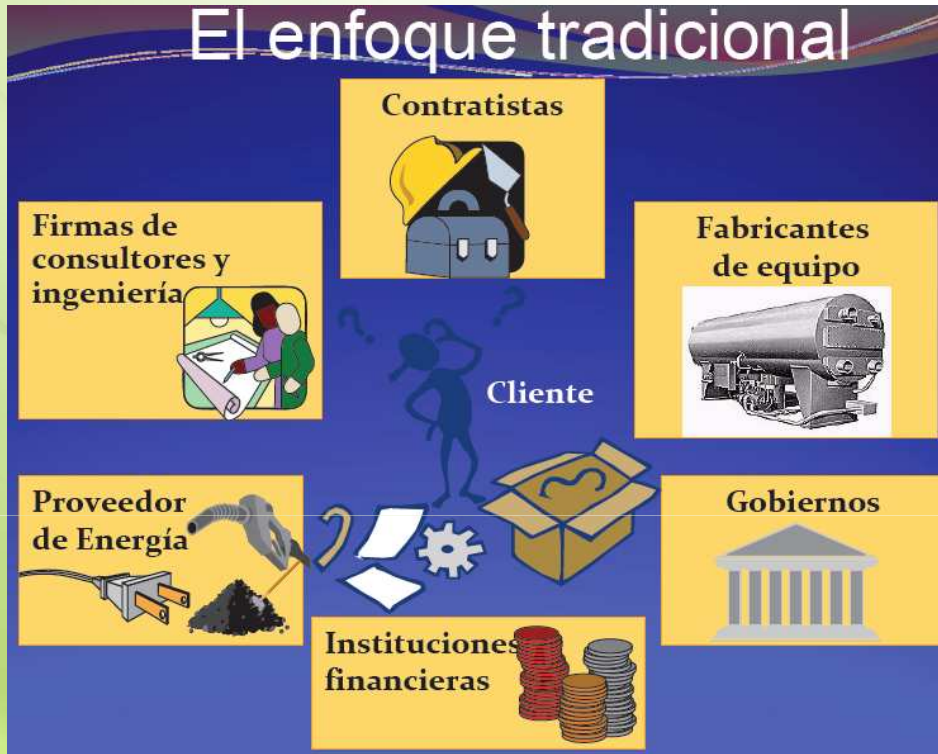 El enfoque tradicional
Contratistas
Firmas de
consultores y
ingeniería
Fabricantes
de equipo
Cliente
Proveedor
de Energía
Gobiernos
Instituciones
financieras